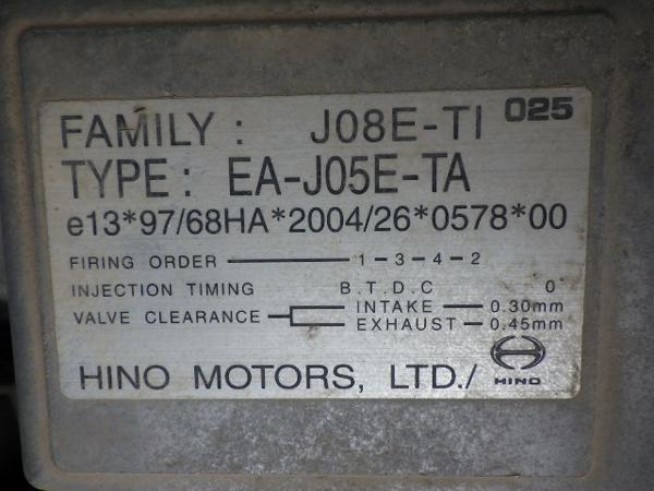 FAMILY : J08E-TI 025
TYPE : EA-J05E-TA
e13*97/68HA*2004/26*0578*00
FIRING ORDER 1 - 3 - 4 - 2
INJECTION TIMING B.T.D.C 0
VALVE CLEARANCE INTAKE 0.30mm
EXHAUST 0.45mm
HINO MOTORS, LTD./ HINO